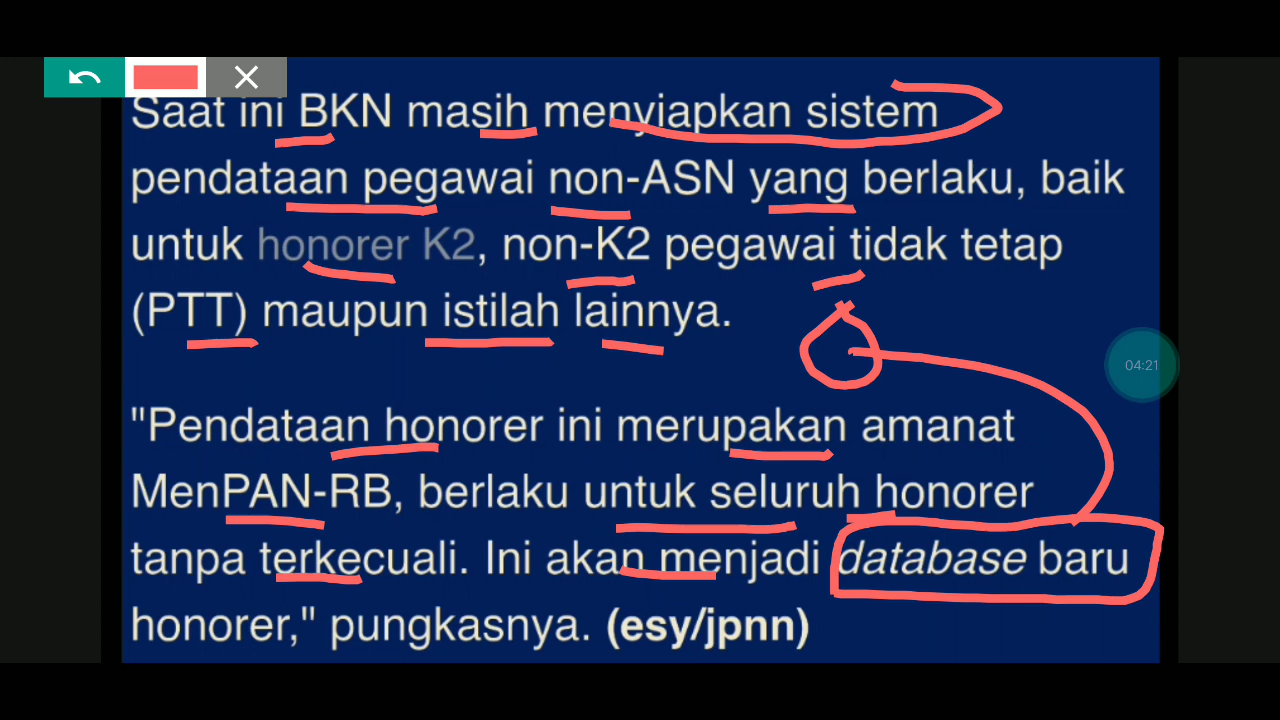 Saat ini BKN masih menyiapkan sistem
pendataan pegawai non-ASN yang berlaku, baik
untuk honorer K2, non-K2 pegawai tidak tetap
(PTT) maupun istilah lainnya.
"Pendataan honorer ini merupakan amanat
MenPAN-RB, berlaku untuk seluruh honorer
tanpa terkecuali. Ini akan menjadi database baru
honorer," pungkasnya. (esy/jpnn)
04:21